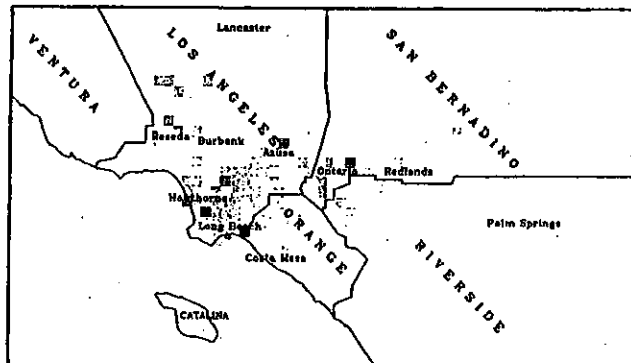 Lancaster
VENTURA
LOS ANGELES
SAN BERNADINO
Reseda
Burbank
Azusa
Ontario
Redlands
Hawthorne
ORANGE
Palm Springs
Long Beach
Costa Mesa
RIVERSIDE
CATALINA